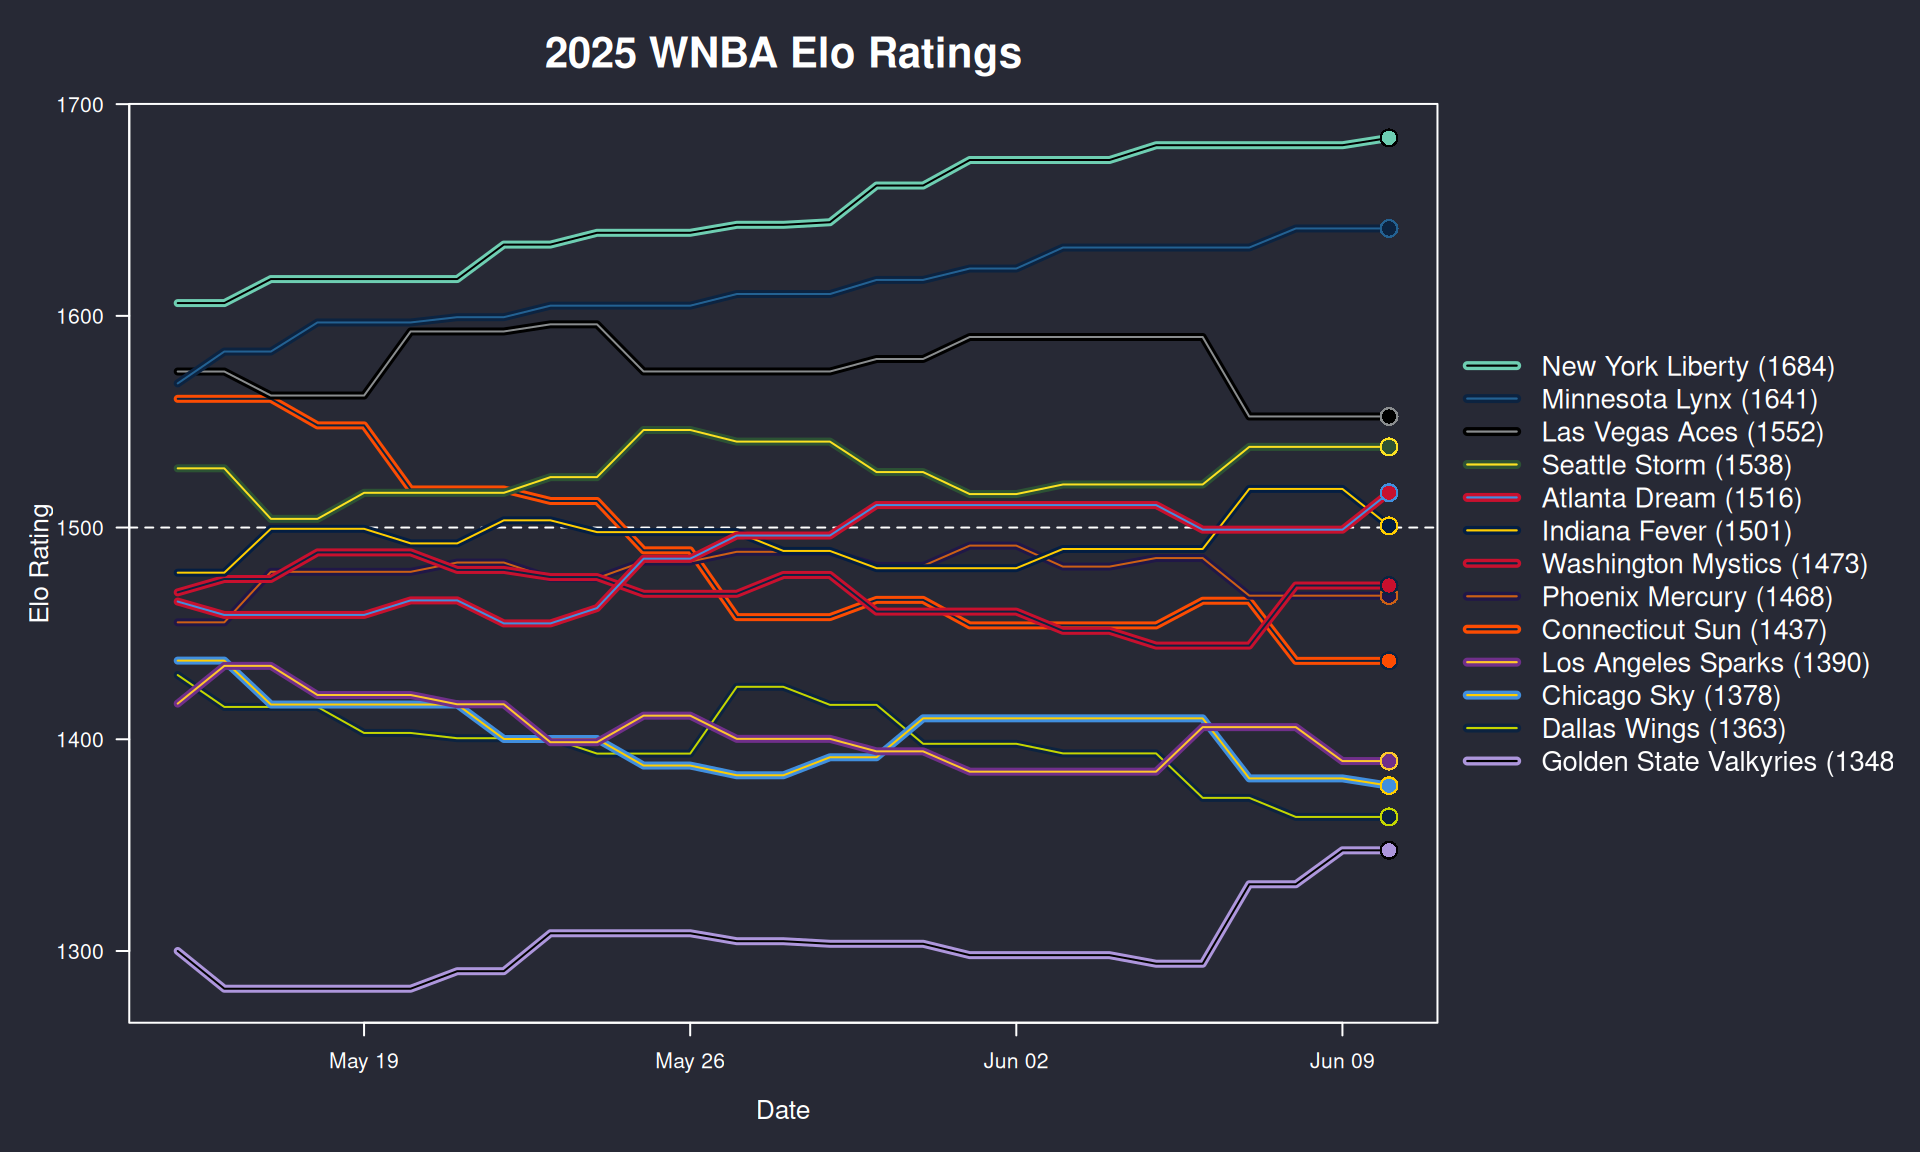 2025 WNBA Elo Ratings
1700
1600
1500
1400
1300
Elo Rating
May 19
May 26
Jun 02
Jun 09
Date
New York Liberty (1684)
Minnesota Lynx (1641)
Las Vegas Aces (1552)
Seattle Storm (1538)
Atlanta Dream (1516)
Indiana Fever (1501)
Washington Mystics (1473)
Phoenix Mercury (1468)
Connecticut Sun (1437)
Los Angeles Sparks (1390)
Chicago Sky (1378)
Dallas Wings (1363)
Golden State Valkyries (1348